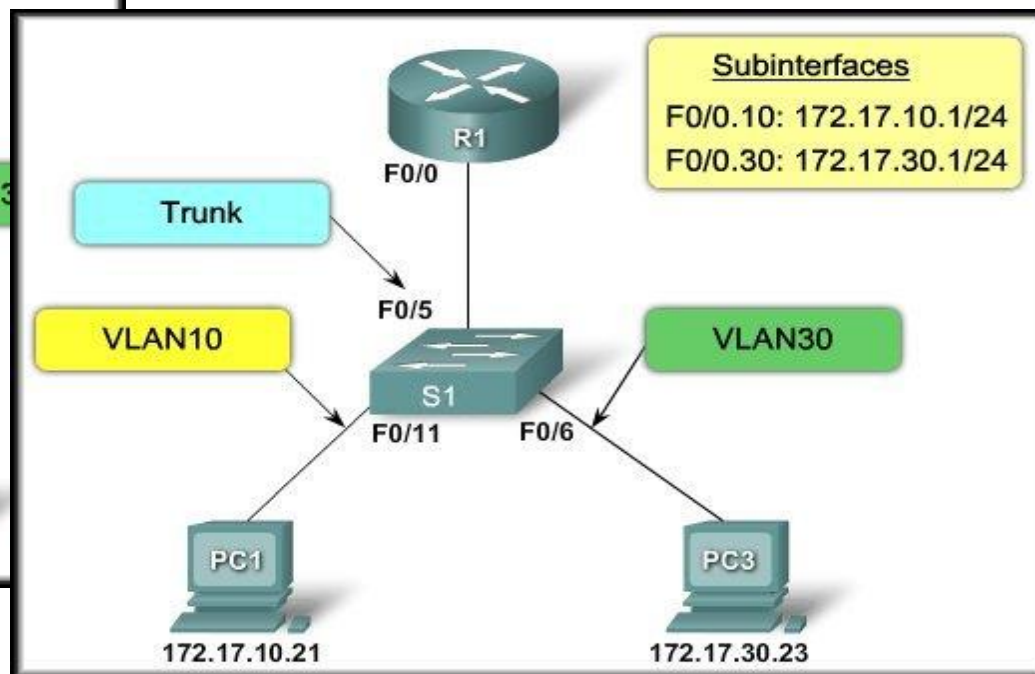 Subinterfaces
F0/0.10: 172.17.10.1/24
F0/0.30: 172.17.30.1/24
R1
F0/0
Trunk
3
F0/5
VLAN10
VLAN30
S1
F0/11
F0/6
PC1
PC3
172.17.10.21
172.17.30.23